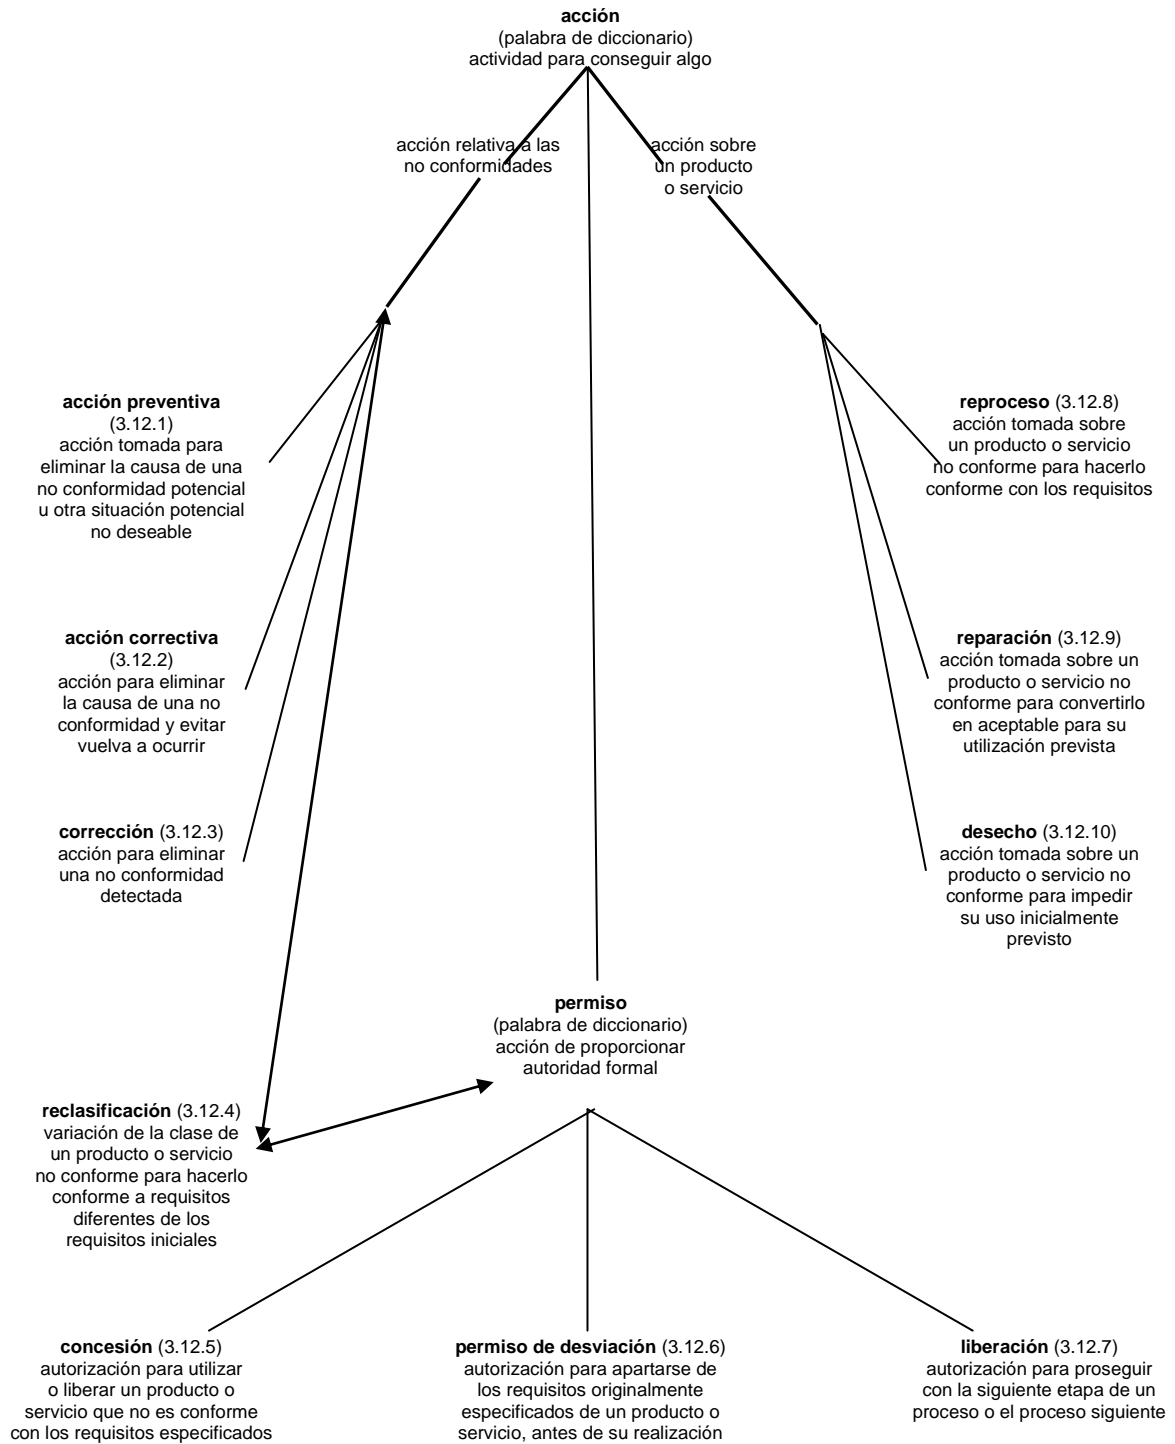 acción
(palabra de diccionario)
actividad para conseguir algo
acción relativa a las
no conformidades
acción sobre
un producto
o servicio
acción preventiva
(3.12.1)
acción tomada para
eliminar la causa de una
no conformidad potencial
u otra situación potencial
no deseable
reproceso (3.12.8)
acción tomada sobre
un producto o servicio
no conforme para hacerlo
conforme con los requisitos
acción correctiva
(3.12.2)
acción para eliminar
la causa de una no
conformidad y evitar
vuelva a ocurrir
reparación (3.12.9)
acción tomada sobre un
producto o servicio no
conforme para convertirlo
en aceptable para su
utilización prevista
corrección (3.12.3)
acción para eliminar
una no conformidad
detectada
desecho (3.12.10)
acción tomada sobre un
producto o servicio no
conforme para impedir
su uso inicialmente
previsto
permiso
(palabra de diccionario)
acción de proporcionar
autoridad formal
reclasificación (3.12.4)
variación de la clase de
un producto o servicio
no conforme para hacerlo
conforme a requisitos
diferentes de los
requisitos iniciales
concesión (3.12.5)
autorización para utilizar
o liberar un producto o
servicio que no es conforme
con los requisitos especificados
permiso de desviación (3.12.6)
autorización para apartarse de
los requisitos originalmente
especificados de un producto o
servicio, antes de su realización
liberación (3.12.7)
autorización para proseguir
con la siguiente etapa de un
proceso o el proceso siguiente